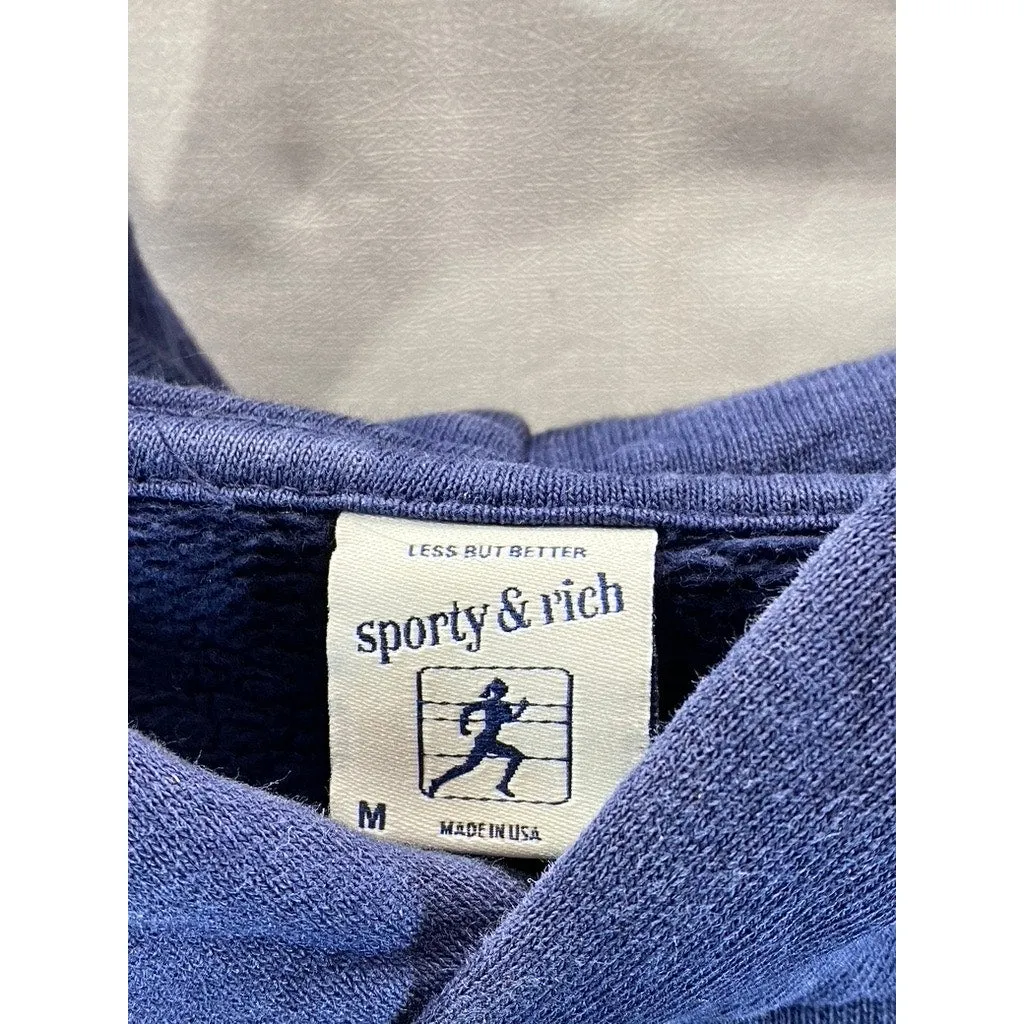 LESS BUT BETTER
sporty & rich
M
MADE IN USA